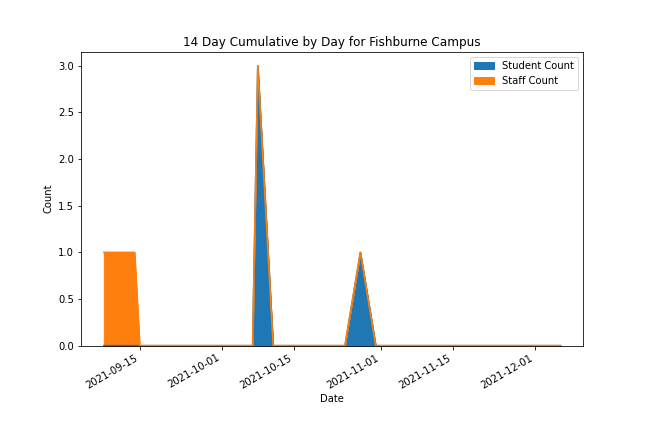 14 Day Cumulative by Day for Fishburne Campus
Student Count
Staff Count
Count
3.0
2.5
2.0
1.5
1.0
0.5
0.0
2021-09-15
2021-10-01
2021-10-15
2021-11-01
2021-11-15
2021-12-01
Date